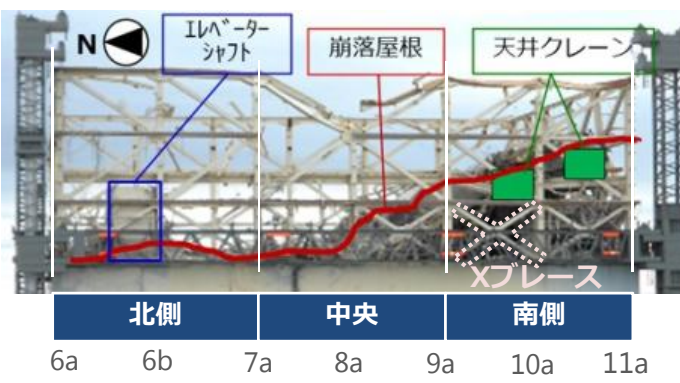 N
エレベーター
シャフト
崩落屋根
天井クレーン
Xブレース
北側
中央
南側
6a
6b
7a
8a
9a
10a
11a